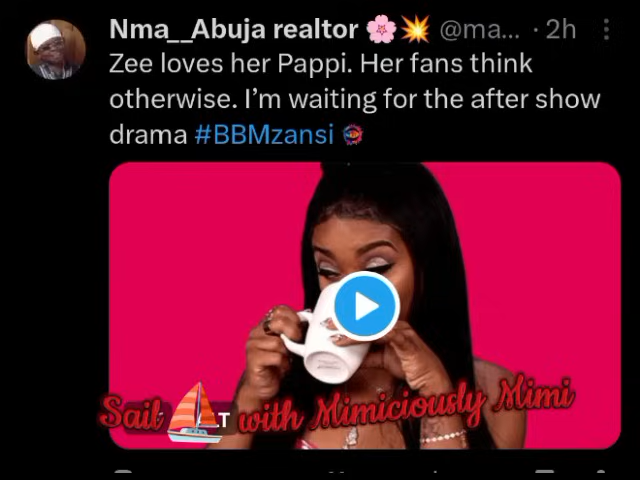 Nma__Abuja realtor 🌸💥 @ma... · 2h
Zee loves her Pappi. Her fans think
otherwise. I’m waiting for the after show
drama #BBMzansi
Sail with Mimiciously Mimi